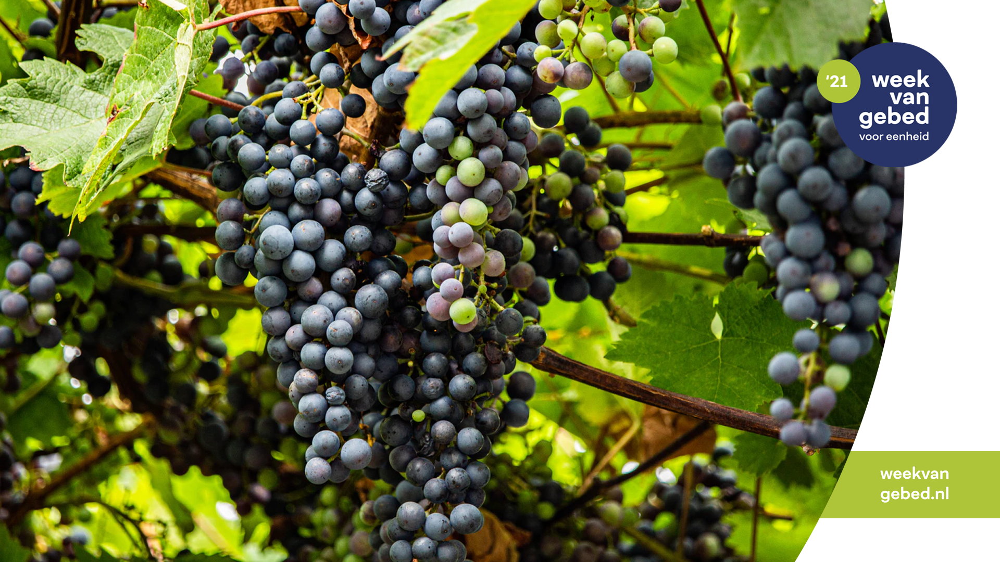 ‘21
week
van
gebed
voor eenheid
weekvan
gebed.nl